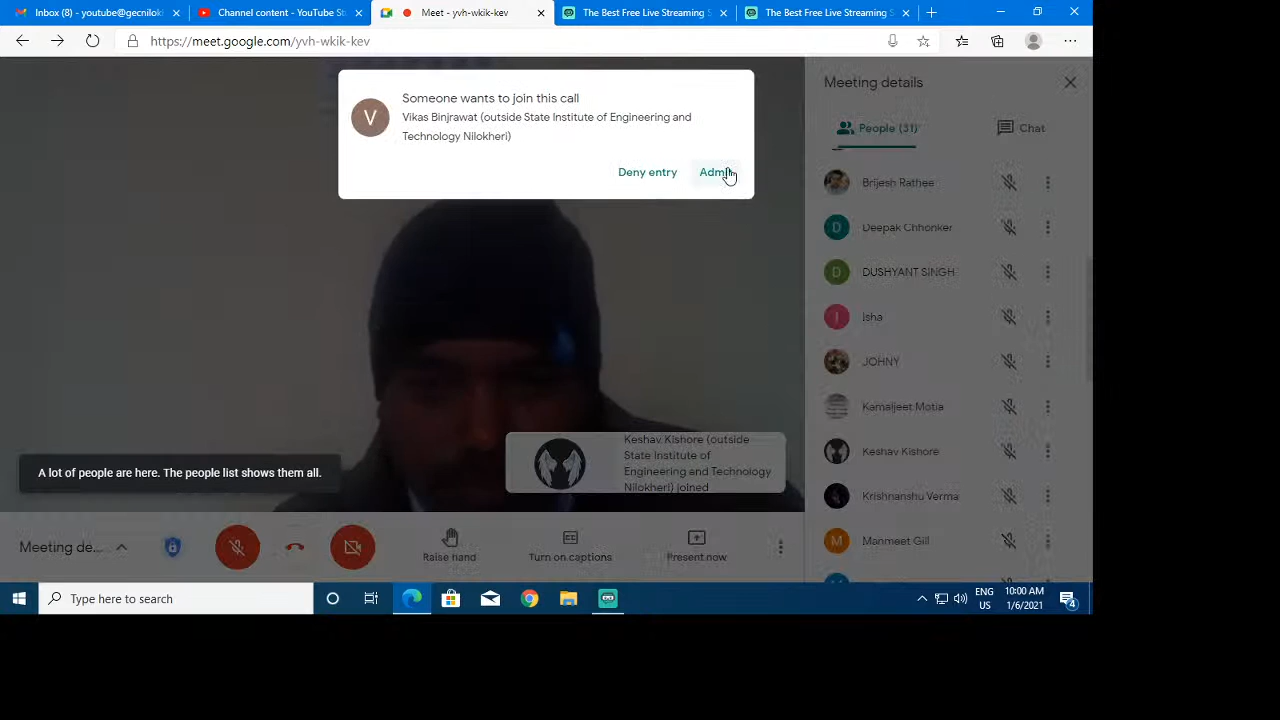 Inbox (8) - youtube@gecnilok
Channel content - YouTube St
Meet - yvh-wkik-kev
The Best Free Live Streaming S
The Best Free Live Streaming S
https://meet.google.com/yvh-wkik-kev
Someone wants to join this call
V
Vikas Binjrawat (outside State Institute of Engineering and
Technology Nilokheri)
Deny entry
Meeting details
People (31)
Chat
Brijesh Rathee
D
Deepak Chhonker
D
DUSHYANT SINGH
I
Isha
JOHNY
Kamaljeet Motia
Keshav Kishore
Krishnanshu Verma
M
Manmeet Gill
Keshav Kishore (outside
State Institute of
Engineering and Technology
Nilokheri) joined
A lot of people are here. The people list shows them all.
Meeting de...
Raise hand
Turn on captions
Present now
Type here to search
ENG
US
10:00 AM
1/6/2021
4